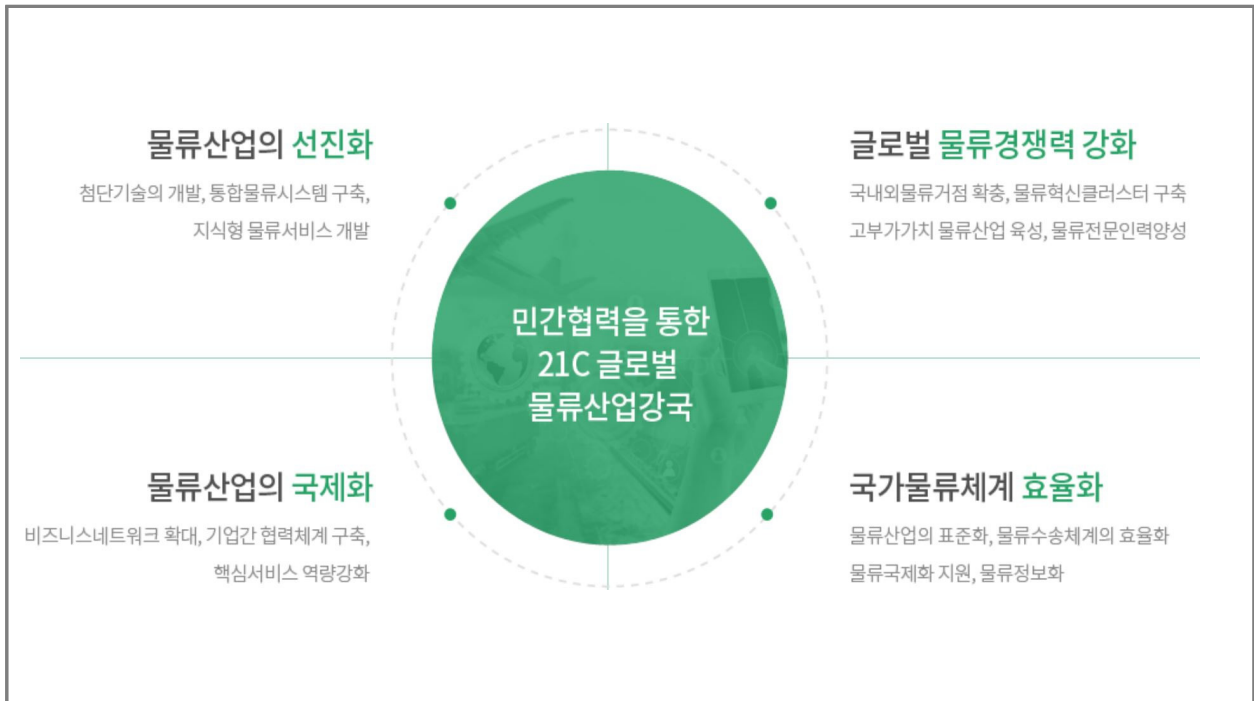 물류산업의 선진화
첨단기술의 개발, 통합물류시스템 구축,
지식형 물류서비스 개발
글로벌 물류경쟁력 강화
국내외물류거점 확충, 물류혁신클러스터 구축
고부가가치 물류산업 육성, 물류전문인력양성
민간협력을 통한
21C 글로벌
물류산업강국
물류산업의 국제화
비즈니스네트워크 확대, 기업간 협력체계 구축,
핵심서비스 역량강화
국가물류체계 효율화
물류산업의 표준화, 물류수송체계의 효율화
물류국제화 지원, 물류정보화